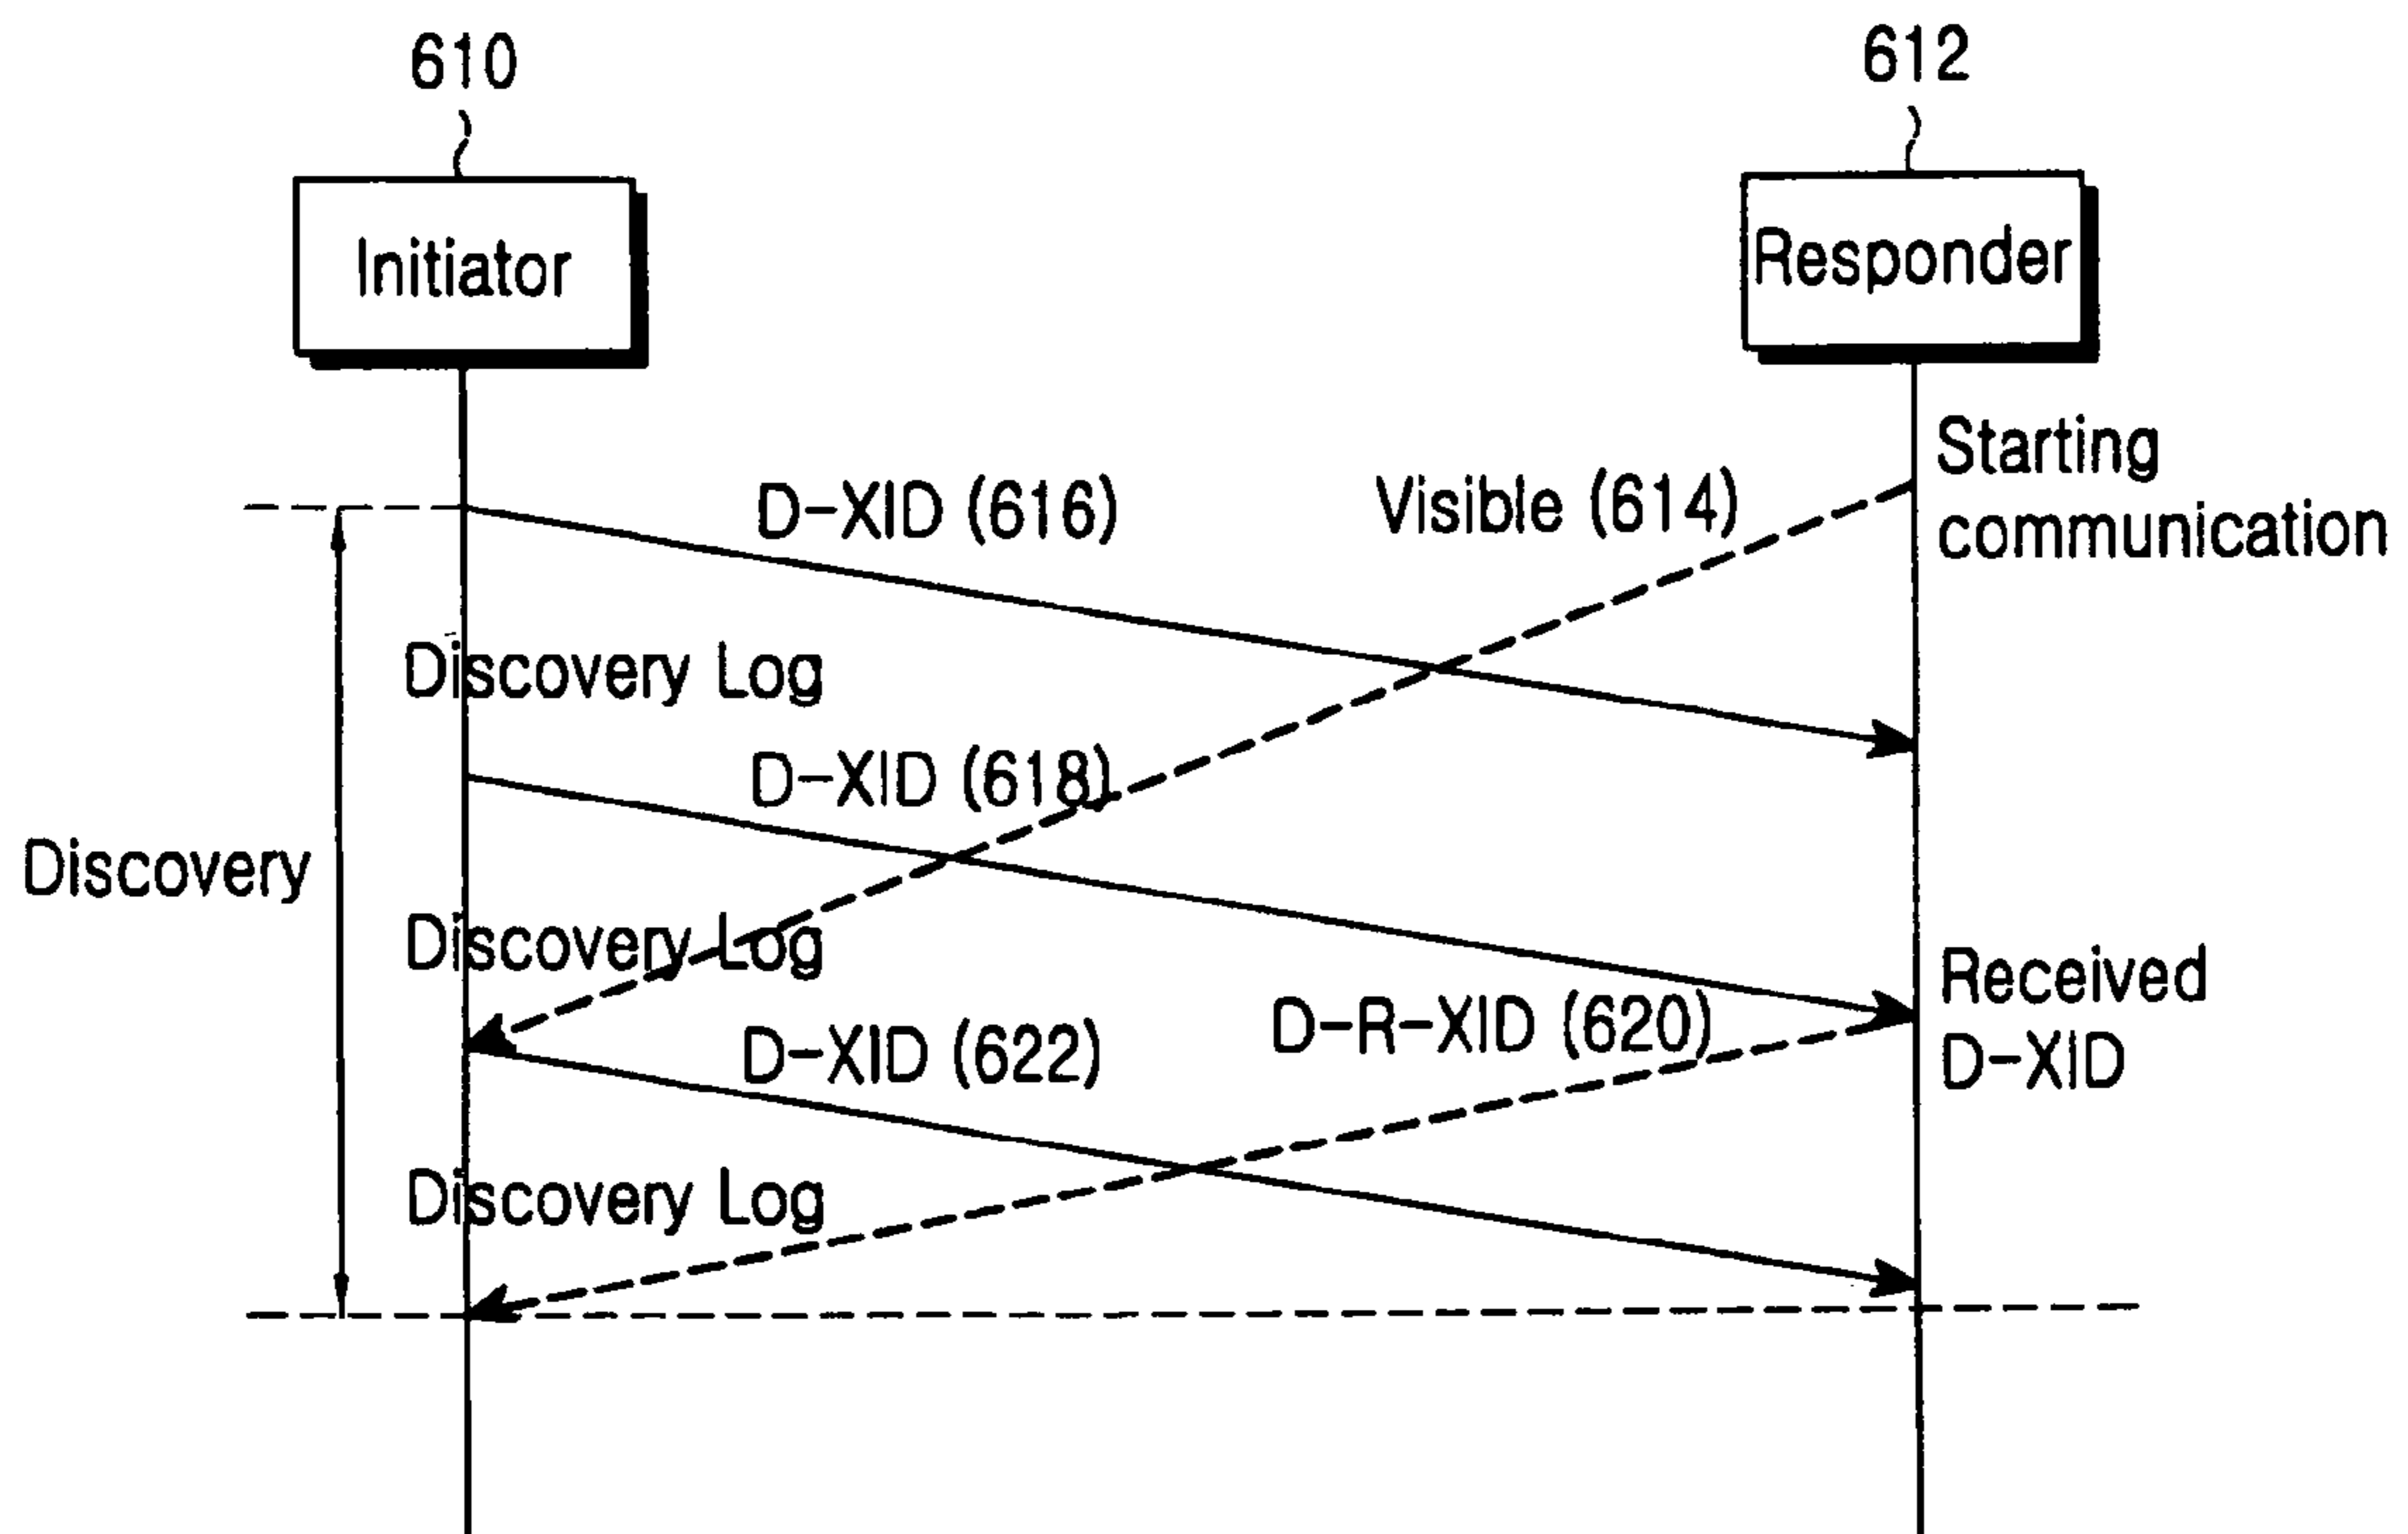 610
612
Initiator
Responder
Starting
communication
D-XID (616)
Visible (614)
Discovery Log
D-XID (618)
Discovery
Discovery Log
Received
D-XID
D-R-XID (620)
D-XID (622)
Discovery Log